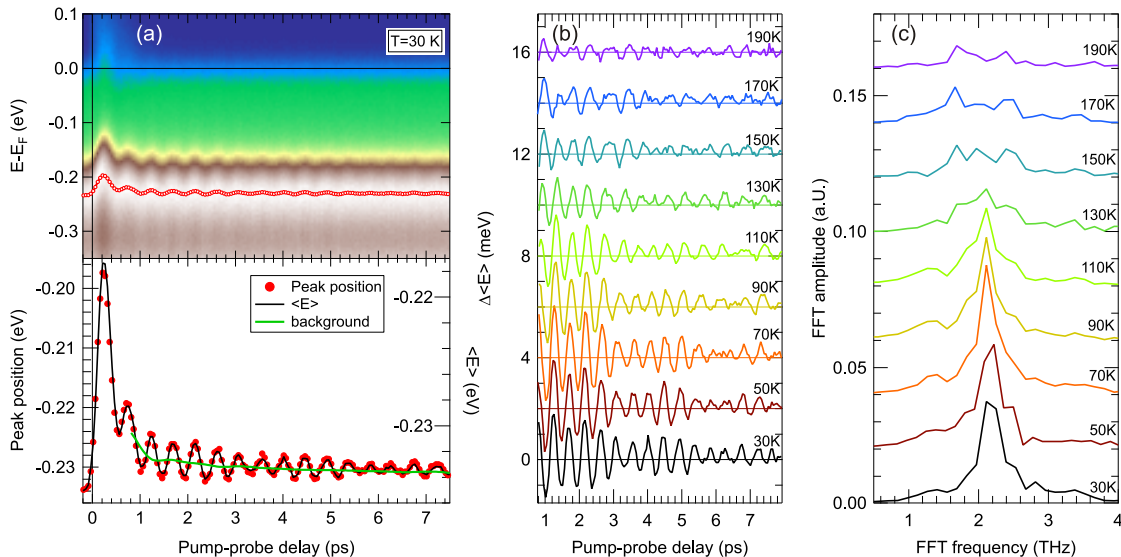 (a)
T=30 K
0.1
0.0
-0.1
-0.2
-0.3
E-E_F (eV)
Peak position
<E>
background
-0.20
-0.21
-0.22
-0.23
Peak position (eV)
-0.22
-0.23
<E> (eV)
0 1 2 3 4 5 6 7
Pump-probe delay (ps)
(b)
190K
170K
150K
130K
110K
90K
70K
50K
30K
16
12
8
4
0
Δ<E> (meV)
1 2 3 4 5 6 7
Pump-probe delay (ps)
(c)
190K
170K
150K
130K
110K
90K
70K
50K
30K
0.15
0.10
0.05
0.00
FFT amplitude (a.U.)
1 2 3 4
FFT frequency (THz)